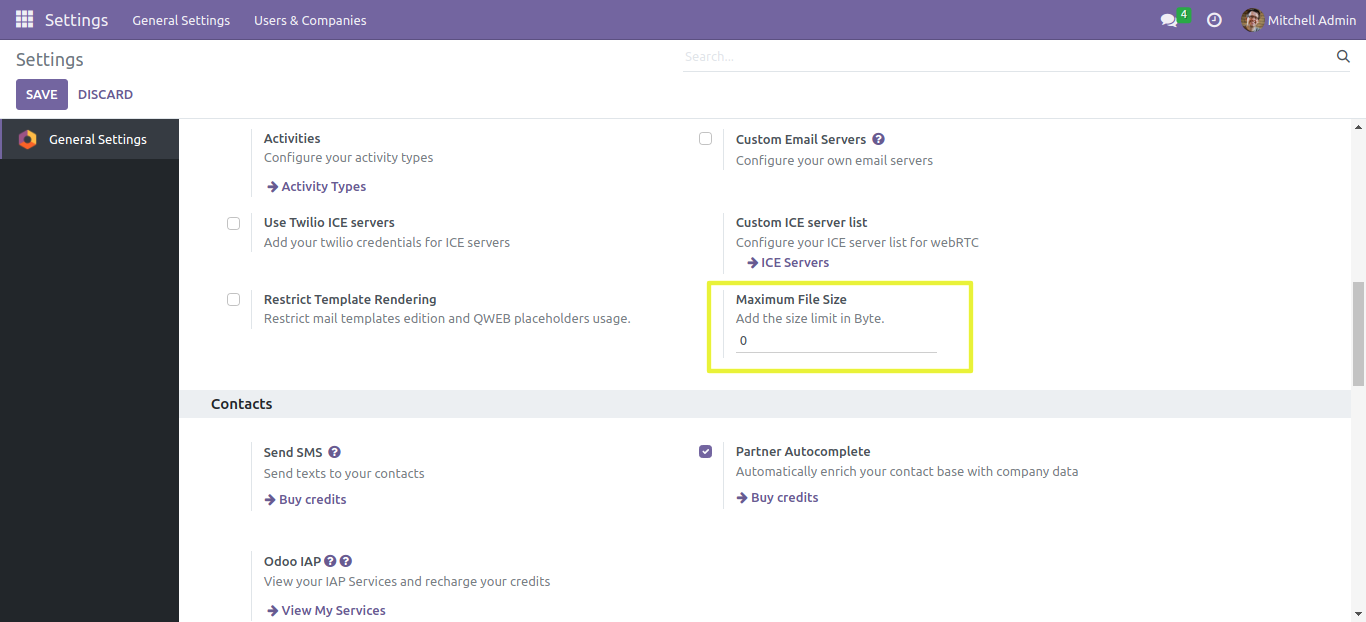 Settings General Settings Users & Companies 4 Mitchell Admin
Settings
Search...
SAVE DISCARD
General Settings
Activities
Configure your activity types
Activity Types
Custom Email Servers ?
Configure your own email servers
Use Twilio ICE servers
Add your twilio credentials for ICE servers
Custom ICE server list
Configure your ICE server list for webRTC
ICE Servers
Restrict Template Rendering
Restrict mail templates edition and QWEB placeholders usage.
Maximum File Size
Add the size limit in Byte.
0
Contacts
Send SMS ?
Send texts to your contacts
Buy credits
Partner Autocomplete
Automatically enrich your contact base with company data
Buy credits
Odoo IAP ? ?
View your IAP Services and recharge your credits
View My Services